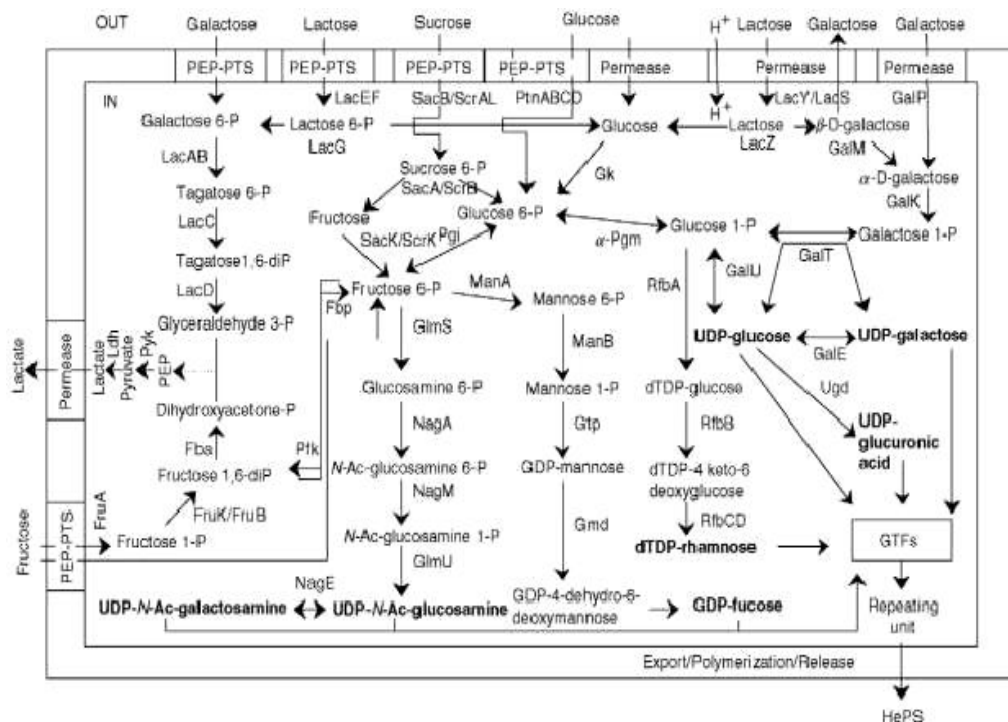 OUT Galactose Lactose Sucrose Glucose H+ Lactose Galactose Galactose
PEP-PTS PEP-PTS PEP-PTS PEP-PTS Permease Permease Permease
IN LacEF SacB/ScrAL PtnABCD H+ LacY/LacS GalP
Galactose 6-P Lactose 6-P Glucose Lactose β-D-galactose
LacG LacZ GalM
LacAB Sucrose 6-P Gk α-D-galactose
SacA/ScrB GalK
Tagatose 6-P Fructose Glucose 6-P Glucose 1-P Galactose 1-P
LacC SacK/ScrK Pgi α-Pgm GalT
Tagatose1,6-diP ManA RfbA GalU
LacD Fbp Fructose 6-P Mannose 6-P
Glyceraldehyde 3-P GlmS UDP-glucose UDP-galactose
ManB GalE
Lactate Permease Lactate Ldh Pyruvate Pyk PEP
Glucosamine 6-P Mannose 1-P dTDP-glucose Ugd
Dihydroxyacetone-P NagA Gtp RfbB UDP-
Fba Pfk glucuronic
Fructose 1,6-diP N-Ac-glucosamine 6-P GDP-mannose dTDP-4 keto-6 acid
deoxyglucose
FruK/FruB NagM Gmd RfbCD
Fructose PEP-PTS FruA Fructose 1-P N-Ac-glucosamine 1-P dTDP-rhamnose GTFs
GlmU
NagE
UDP-N-Ac-galactosamine UDP-N-Ac-glucosamine GDP-4-dehydro-6- GDP-fucose Repeating
deoxymannose unit
Export/Polymerization/Release
HePS